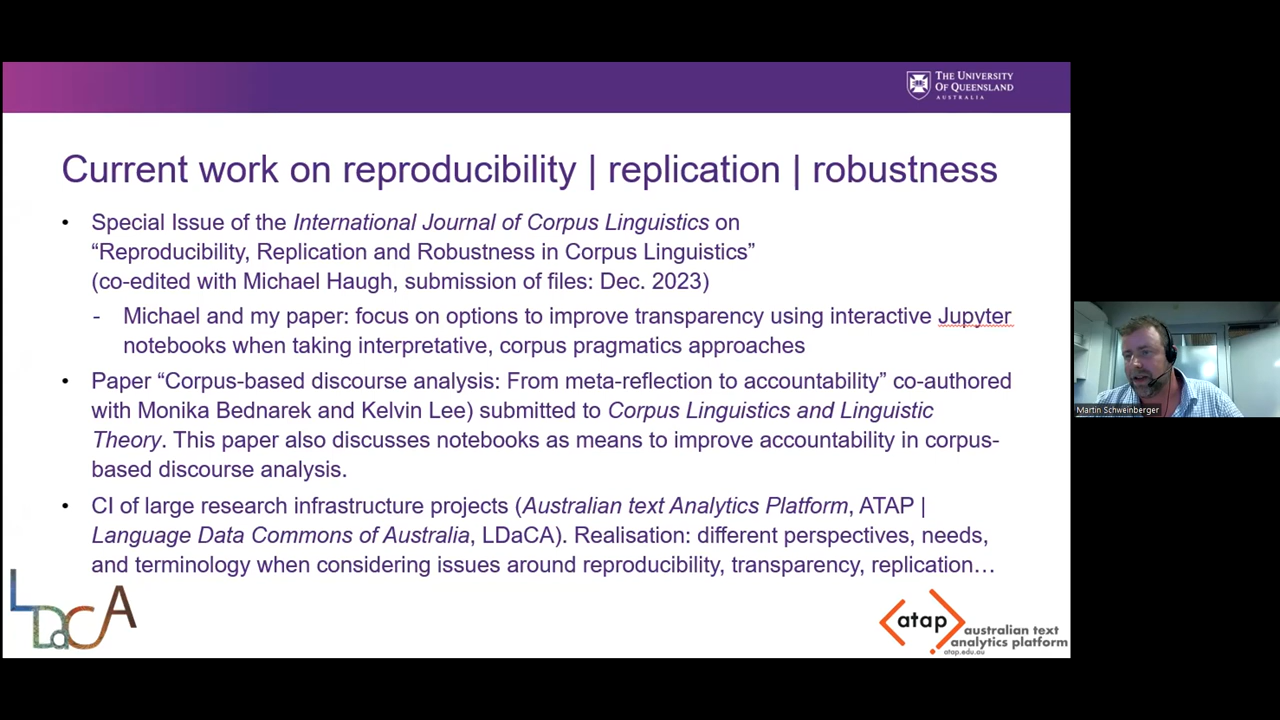 THE UNIVERSITY
OF QUEENSLAND
AUSTRALIA
Current work on reproducibility | replication | robustness
• Special Issue of the International Journal of Corpus Linguistics on
“Reproducibility, Replication and Robustness in Corpus Linguistics”
(co-edited with Michael Haugh, submission of files: Dec. 2023)
- Michael and my paper: focus on options to improve transparency using interactive Jupyter
notebooks when taking interpretative, corpus pragmatics approaches
• Paper “Corpus-based discourse analysis: From meta-reflection to accountability” co-authored
with Monika Bednarek and Kelvin Lee) submitted to Corpus Linguistics and Linguistic
Theory. This paper also discusses notebooks as means to improve accountability in corpus-
based discourse analysis.
• CI of large research infrastructure projects (Australian text Analytics Platform, ATAP |
Language Data Commons of Australia, LDaCA). Realisation: different perspectives, needs,
and terminology when considering issues around reproducibility, transparency, replication…
LDaCA
atap
australian text
analytics platform
atap.edu.au
Martin Schweinberger